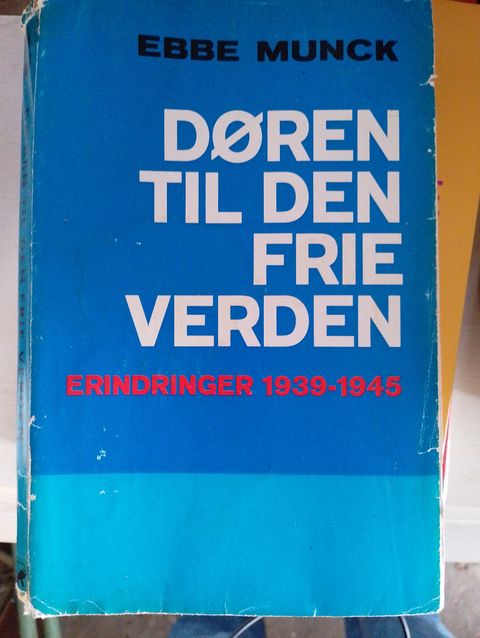 EBBE MUNCK
DØREN
TIL DEN
FRIE
VERDEN
ERINDRINGER 1939-1945